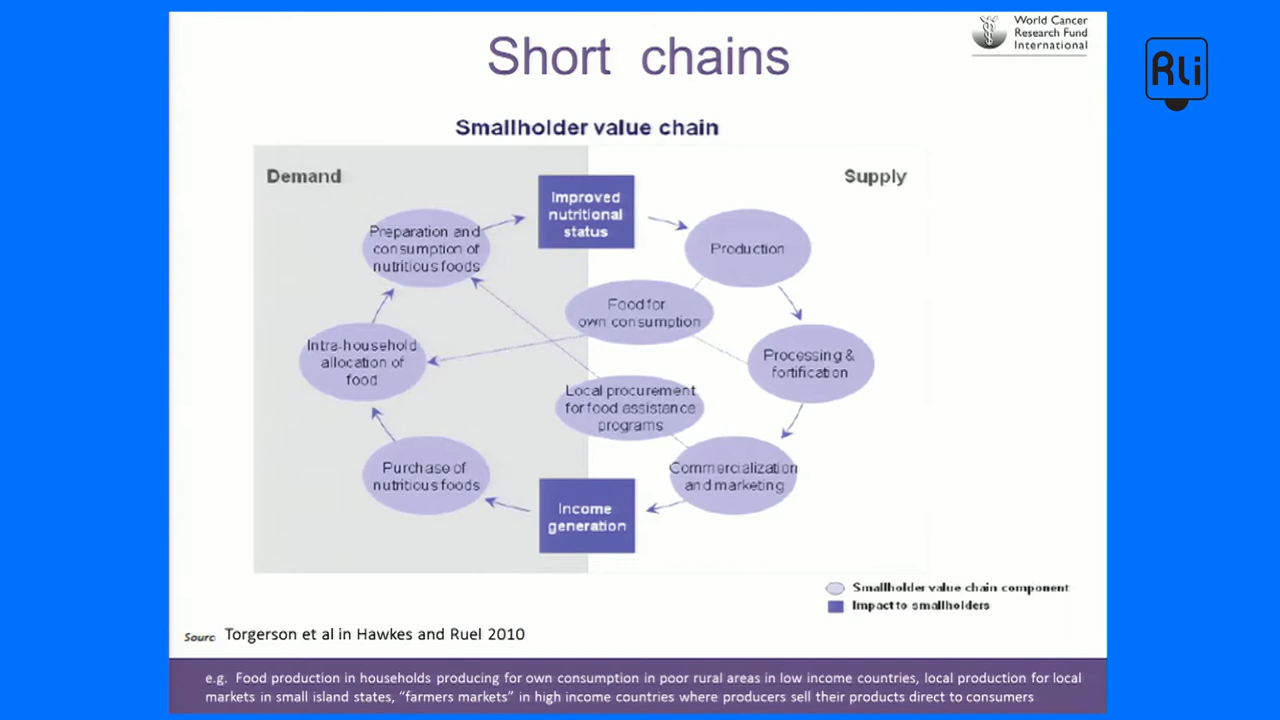 Short chains
World Cancer
Research Fund
International
RLi
Smallholder value chain
Demand
Supply
Improved
nutritional
status
Preparation and
consumption of
nutritious foods
Production
Food for
own consumption
Intra-household
allocation of
food
Processing &
fortification
Local procurement
for food assistance
programs
Purchase of
nutritious foods
Commercialization
and marketing
Income
generation
Smallholder value chain component
Impact to smallholders
Sourc Torgerson et al in Hawkes and Ruel 2010
e.g. Food production in households producing for own consumption in poor rural areas in low income countries, local production for local
markets in small island states, “farmers markets” in high income countries where producers sell their products direct to consumers